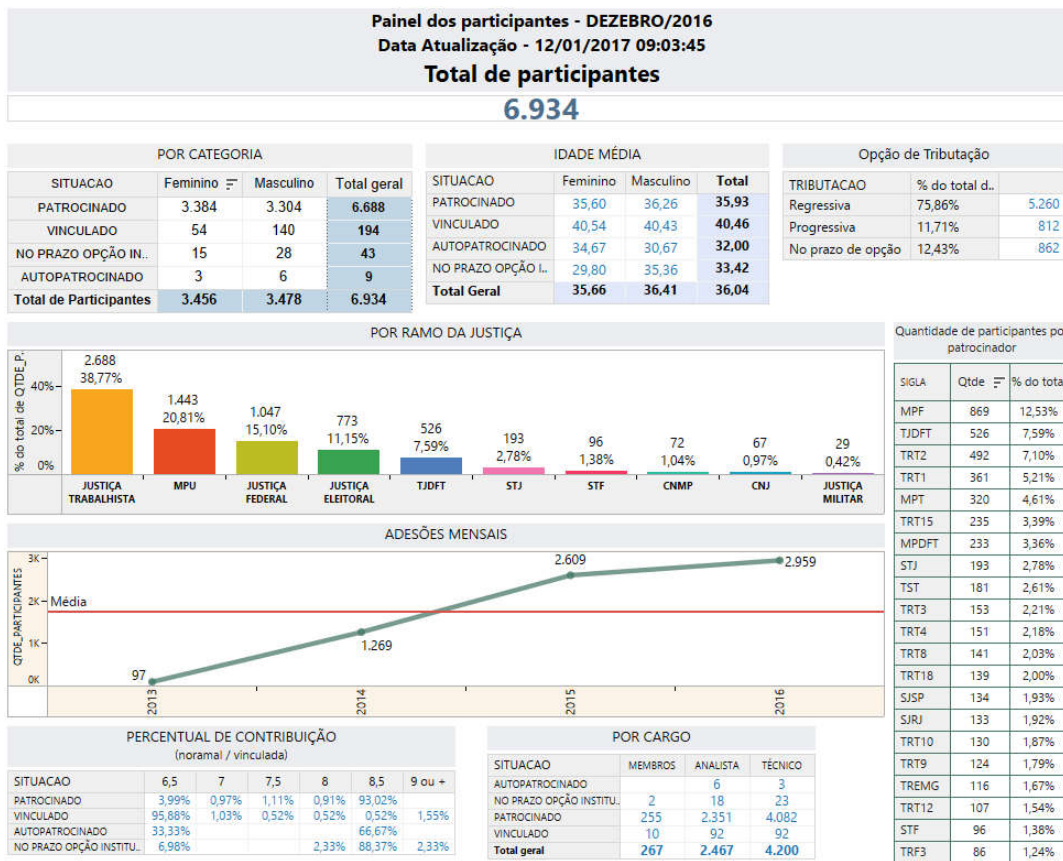 Painel dos participantes - DEZEBRO/2016
Data Atualização - 12/01/2017 09:03:45
Total de participantes
6.934
POR CATEGORIA
SITUACAO Feminino Masculino Total geral
PATROCINADO 3.384 3.304 6.688
VINCULADO 54 140 194
NO PRAZO OPÇÃO IN.. 15 28 43
AUTOPATROCINADO 3 6 9
Total de Participantes 3.456 3.478 6.934
IDADE MÉDIA
SITUACAO Feminino Masculino Total
PATROCINADO 35,60 36,26 35,93
VINCULADO 40,54 40,43 40,46
AUTOPATROCINADO 34,67 30,67 32,00
NO PRAZO OPÇÃO I.. 29,80 35,36 33,42
Total Geral 35,66 36,41 36,04
Opção de Tributação
TRIBUTACAO % do total d..
Regressiva 75,86% 5.260
Progressiva 11,71% 812
No prazo de opção 12,43% 862
POR RAMO DA JUSTIÇA
% do total de QTDE_P..
40%
20%
0%
2.688 1.443 1.047 773 526 193 96 72 67 29
38,77% 20,81% 15,10% 11,15% 7,59% 2,78% 1,38% 1,04% 0,97% 0,42%
JUSTIÇA MPU JUSTIÇA JUSTIÇA TJDFT STJ STF CNMP CNJ JUSTIÇA
TRABALHISTA FEDERAL ELEITORAL MILITAR
ADESÕES MENSAIS
QTDE_PARTICIPANTES
3K
2K
1K
0K
Média
97
1.269
2.609
2.959
2013 2014 2015 2016
PERCENTUAL DE CONTRIBUIÇÃO
(noramal / vinculada)
SITUACAO 6,5 7 7,5 8 8,5 9 ou +
PATROCINADO 3,99% 0,97% 1,11% 0,91% 93,02%
VINCULADO 95,88% 1,03% 0,52% 0,52% 0,52% 1,55%
AUTOPATROCINADO 33,33% 66,67%
NO PRAZO OPÇÃO INSTITU.. 6,98% 2,33% 88,37% 2,33%
POR CARGO
SITUACAO MEMBROS ANALISTA TÉCNICO
AUTOPATROCINADO 6 3
NO PRAZO OPÇÃO INSTITU.. 2 18 23
PATROCINADO 255 2.351 4.082
VINCULADO 10 92 92
Total geral 267 2.467 4.200
Quantidade de participantes po
patrocinador
SIGLA Qtde % do tota
MPF 869 12,53%
TJDFT 526 7,59%
TRT2 492 7,10%
TRT1 361 5,21%
MPT 320 4,61%
TRT15 235 3,39%
MPDFT 233 3,36%
STJ 193 2,78%
TST 181 2,61%
TRT3 153 2,21%
TRT4 151 2,18%
TRT8 141 2,03%
TRT18 139 2,00%
SJSP 134 1,93%
SJRJ 133 1,92%
TRT10 130 1,87%
TRT9 124 1,79%
TREMG 116 1,67%
TRT12 107 1,54%
STF 96 1,38%
TRF3 86 1,24%